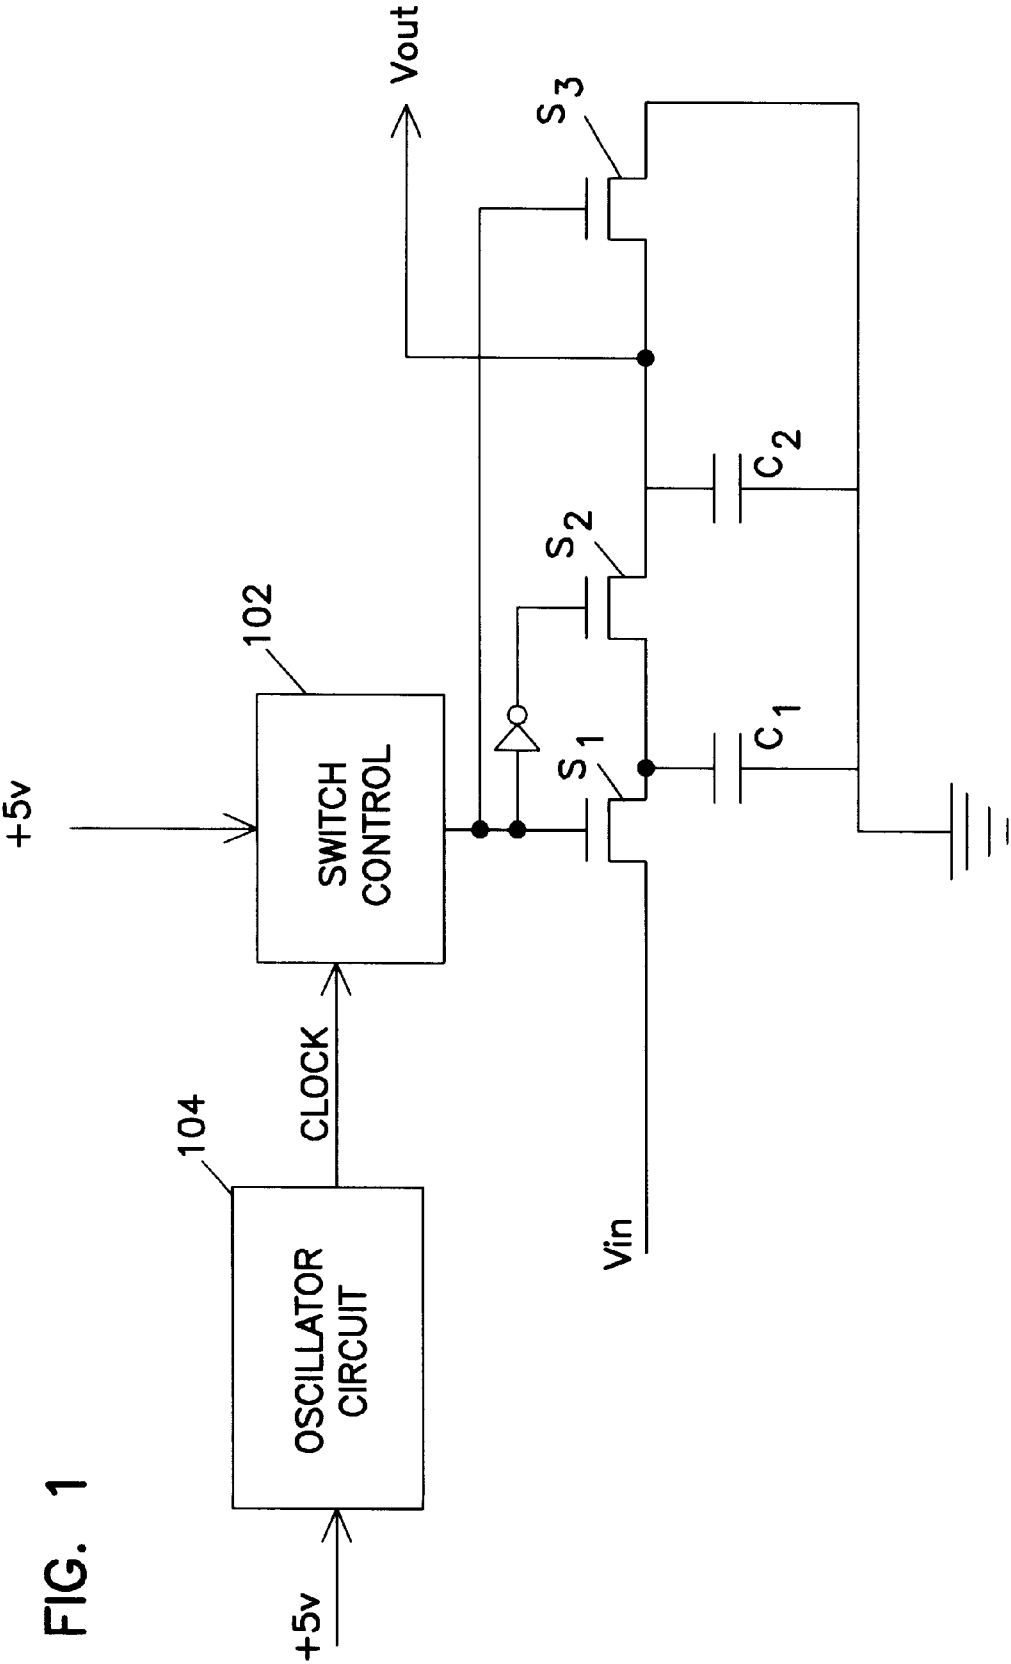 FIG. 1
+5v
OSCILLATOR
CIRCUIT
104
CLOCK
+5v
SWITCH
CONTROL
102
Vin
S1
C1
S2
C2
S3
Vout